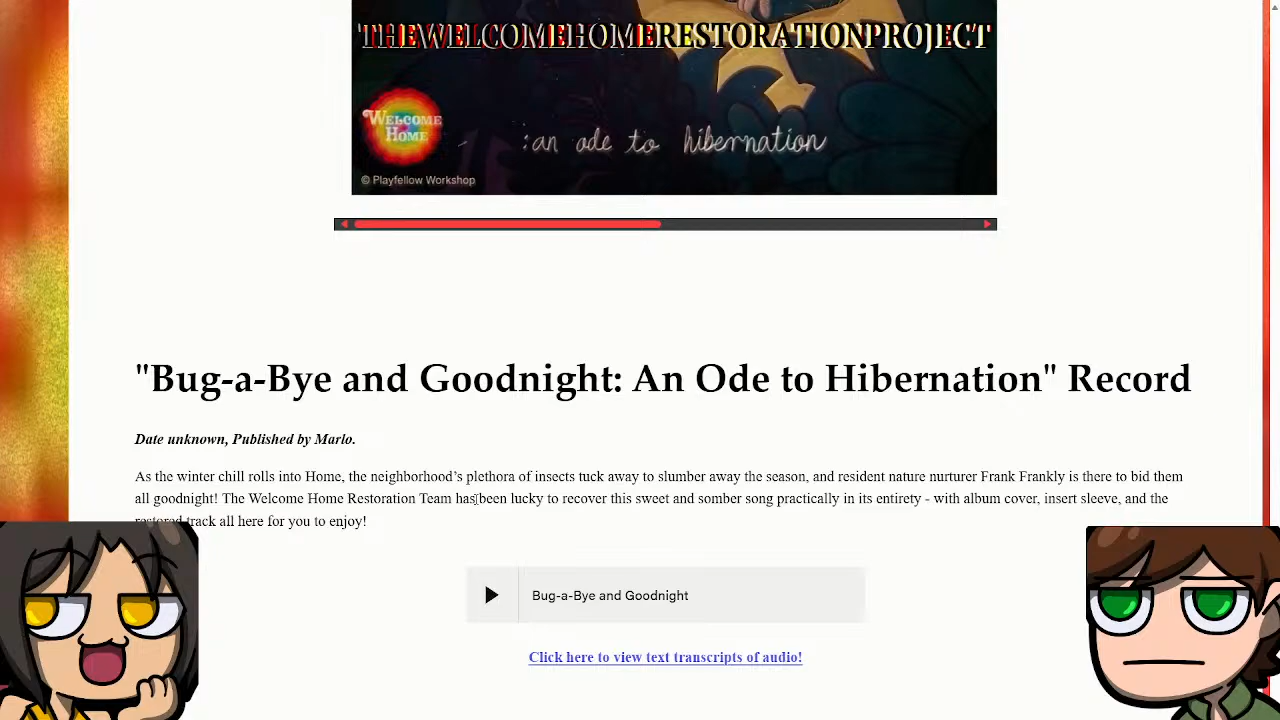 THEWELCOMEHOMERESTORATIONPROJECT
WELCOME
HOME
:an ode to hibernation
© Playfellow Workshop
"Bug-a-Bye and Goodnight: An Ode to Hibernation" Record
Date unknown, Published by Marlo.
As the winter chill rolls into Home, the neighborhood's plethora of insects tuck away to slumber away the season, and resident nature nurturer Frank Frankly is there to bid them
all goodnight! The Welcome Home Restoration Team has been lucky to recover this sweet and somber song practically in its entirety - with album cover, insert sleeve, and the
restored track all here for you to enjoy!
Bug-a-Bye and Goodnight
Click here to view text transcripts of audio!